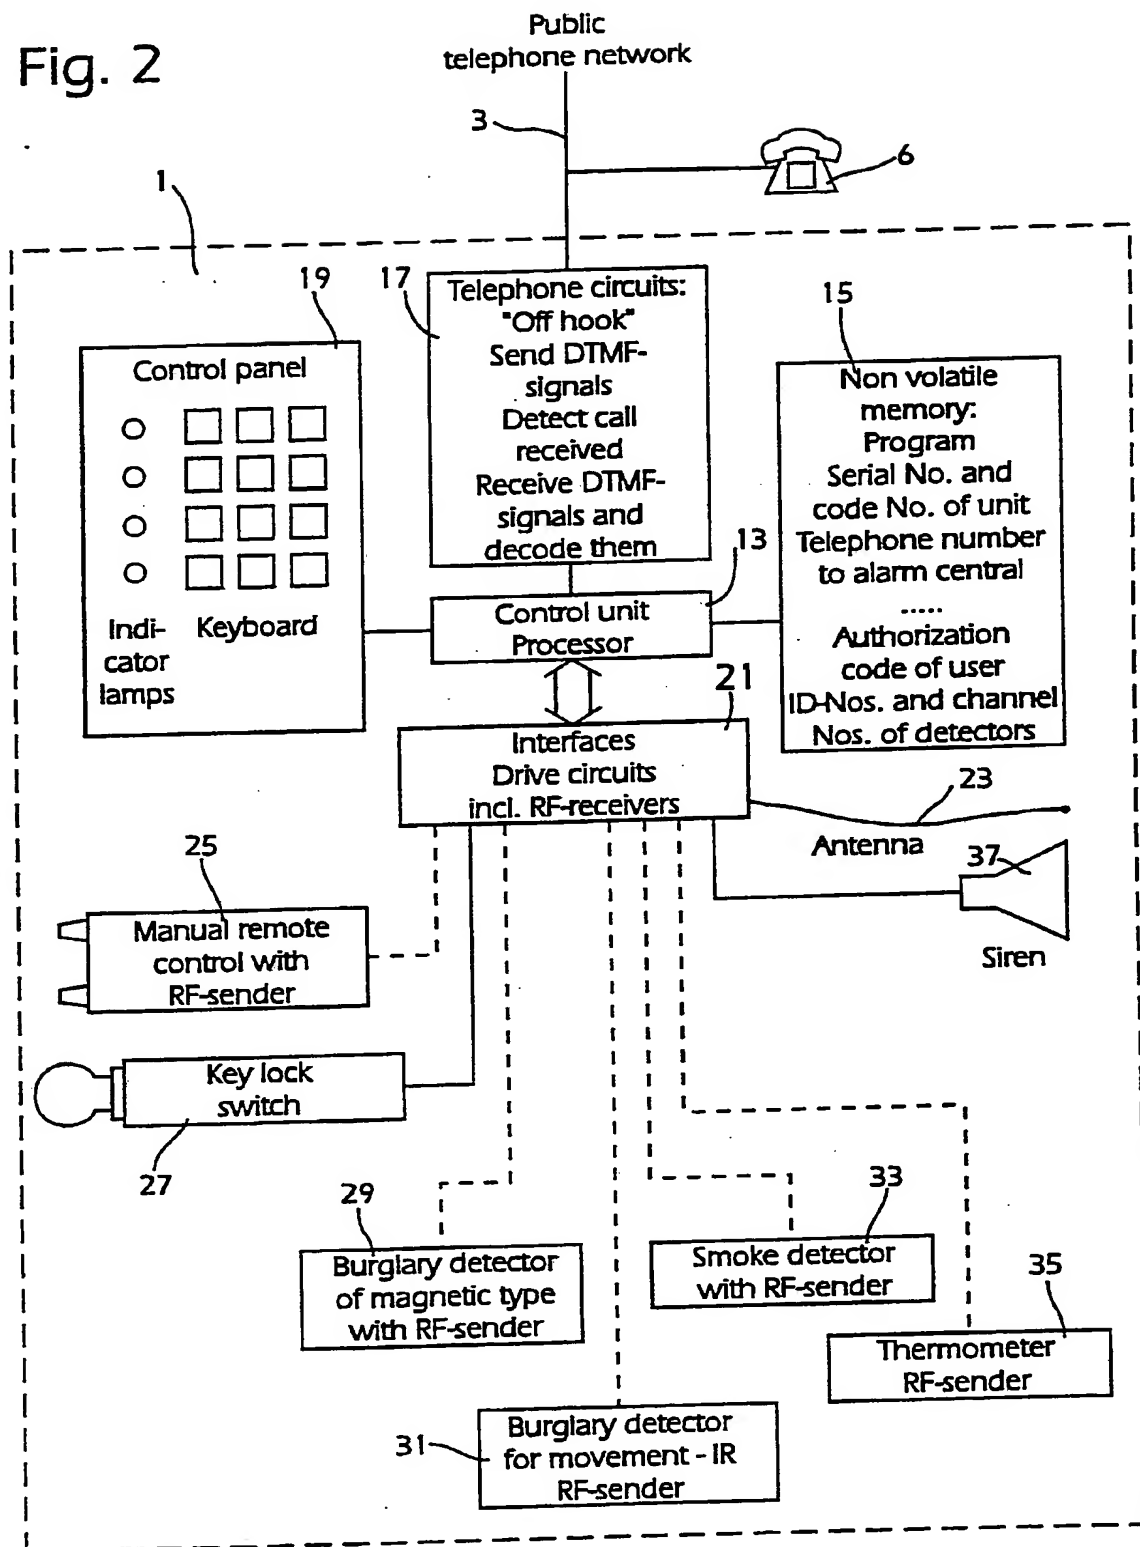 Fig. 2
Public
telephone network
3
6
1
19
17
15
Telephone circuits:
"Off hook"
Send DTMF-
signals
Detect call
received
Receive DTMF-
signals and
decode them
Control panel
Indi-
cator
lamps
Keyboard
Non volatile
memory:
Program
Serial No. and
code No. of unit
Telephone number
to alarm central
.....
Authorization
code of user
ID-Nos. and channel
Nos. of detectors
13
Control unit
Processor
21
Interfaces
Drive circuits
incl. RF-receivers
23
Antenna
37
Siren
25
Manual remote
control with
RF-sender
Key lock
switch
27
29
Burglary detector
of magnetic type
with RF-sender
33
Smoke detector
with RF-sender
35
Thermometer
RF-sender
31
Burglary detector
for movement - IR
RF-sender